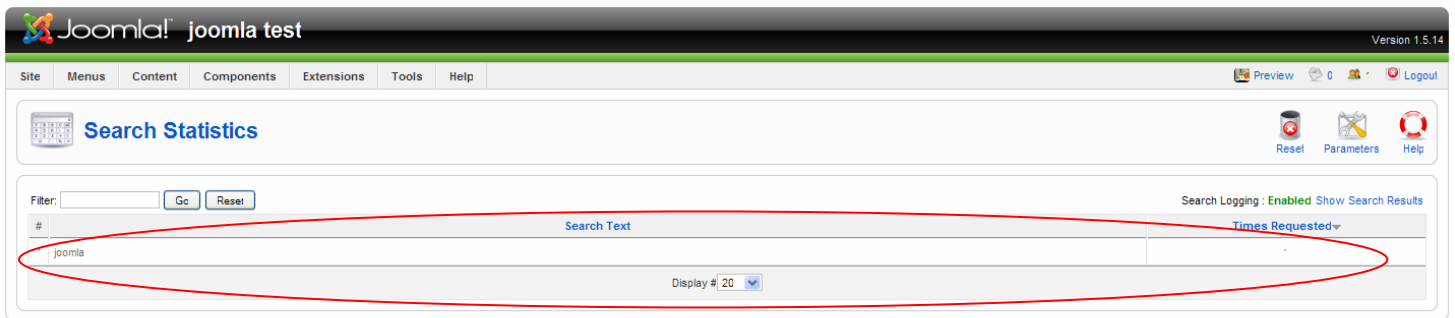 Joomla! joomla test
Version 1.5.14
Site Menus Content Components Extensions Tools Help Preview 0 Logout
Search Statistics
Reset Parameters Help
Filter: Go Reset Search Logging : Enabled Show Search Results
# Search Text Times Requested
joomla
Display # 20